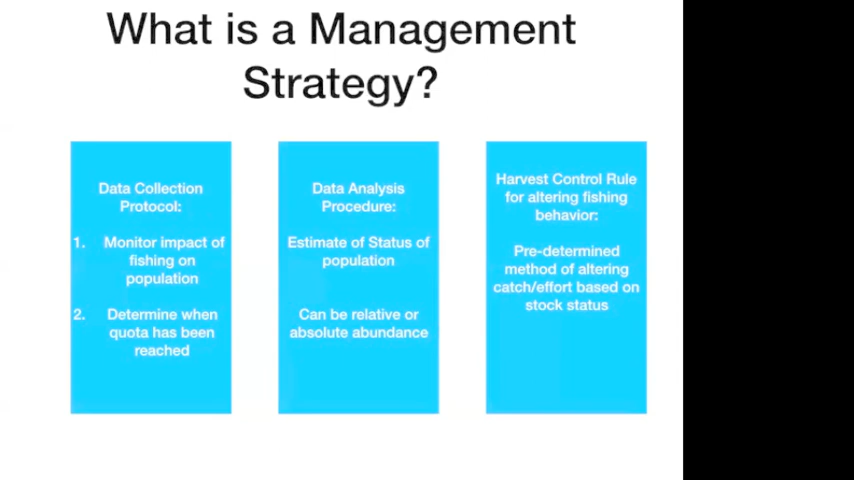 What is a Management
Strategy?
Data Collection
Protocol:
1. Monitor impact of
fishing on
population
2. Determine when
quota has been
reached
Data Analysis
Procedure:
Estimate of Status of
population
Can be relative or
absolute abundance
Harvest Control Rule
for altering fishing
behavior:
Pre-determined
method of altering
catch/effort based on
stock status